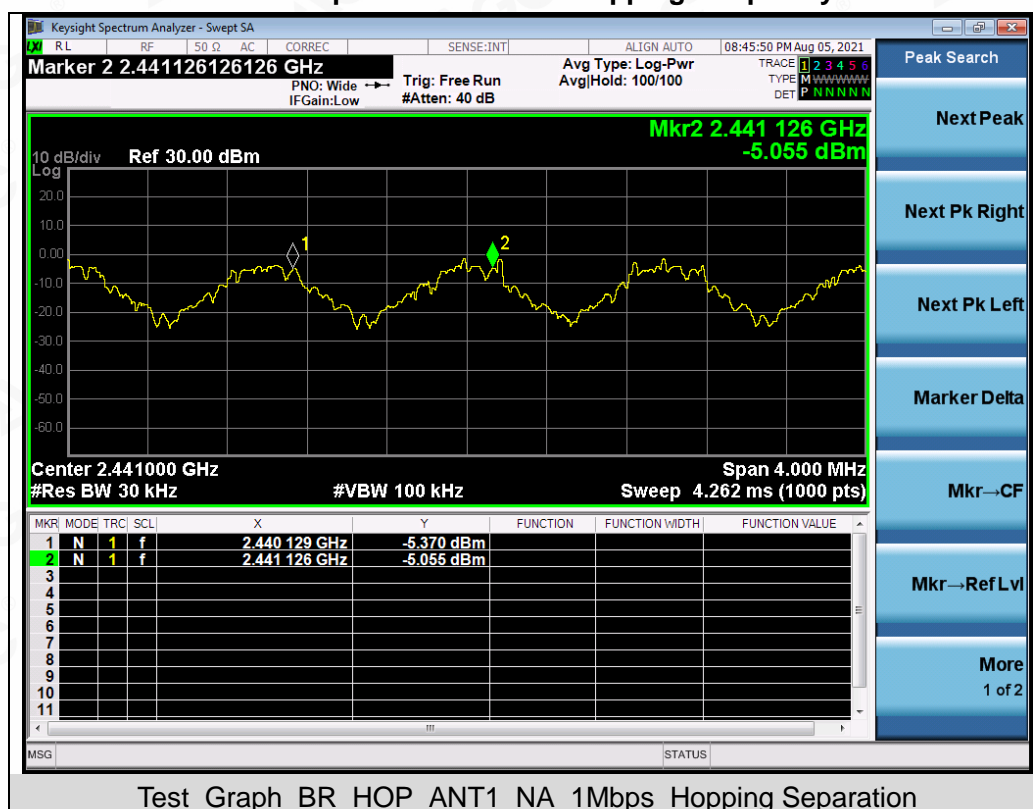 Keysight Spectrum Analyzer - Swept SA
LXI RL RF 50 Ω AC CORREC SENSE:INT ALIGN AUTO 08:45:50 PM Aug 05, 2021
Marker 2 2.441126126126 GHz
PNO: Wide
IFGain:Low
Trig: Free Run
#Atten: 40 dB
Avg Type: Log-Pwr
Avg|Hold: 100/100
TRACE 1 2 3 4 5 6
TYPE M WWWWW
DET P N N N N N
Peak Search
Mkr2 2.441 126 GHz
-5.055 dBm
10 dB/div Ref 30.00 dBm
Log
20.0
10.0
0.00
-10.0
-20.0
-30.0
-40.0
-50.0
-60.0
1
2
Center 2.441000 GHz Span 4.000 MHz
#Res BW 30 kHz #VBW 100 kHz Sweep 4.262 ms (1000 pts)
MKR MODE TRC SCL X Y FUNCTION FUNCTION WIDTH FUNCTION VALUE
1 N 1 f 2.440 129 GHz -5.370 dBm
2 N 1 f 2.441 126 GHz -5.055 dBm
3
4
5
6
7
8
9
10
11
MSG STATUS
Next Peak
Next Pk Right
Next Pk Left
Marker Delta
Mkr→CF
Mkr→Ref Lvl
More
1 of 2
Test_Graph_BR_HOP_ANT1_NA_1Mbps_Hopping Separation